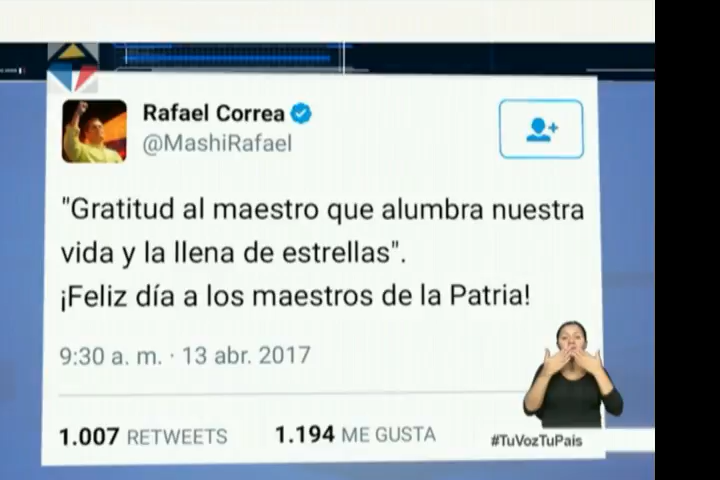 Rafael Correa
@MashiRafael
"Gratitud al maestro que alumbra nuestra
vida y la llena de estrellas".
¡Feliz día a los maestros de la Patria!
9:30 a. m. · 13 abr. 2017
1.007 RETWEETS 1.194 ME GUSTA
#TuVozTuPaís